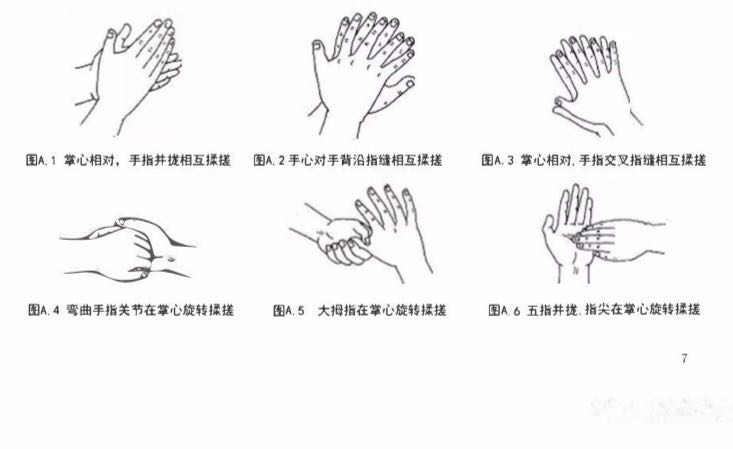 图A.1 掌心相对，手指并拢相互揉搓
图A.2手心对手背沿指缝相互揉搓
图A.3 掌心相对.手指交叉指缝相互揉搓
图A.4 弯曲手指关节在掌心旋转揉搓
图A.5 大拇指在掌心旋转揉搓
图A.6 五指并拢.指尖在掌心旋转揉搓
7